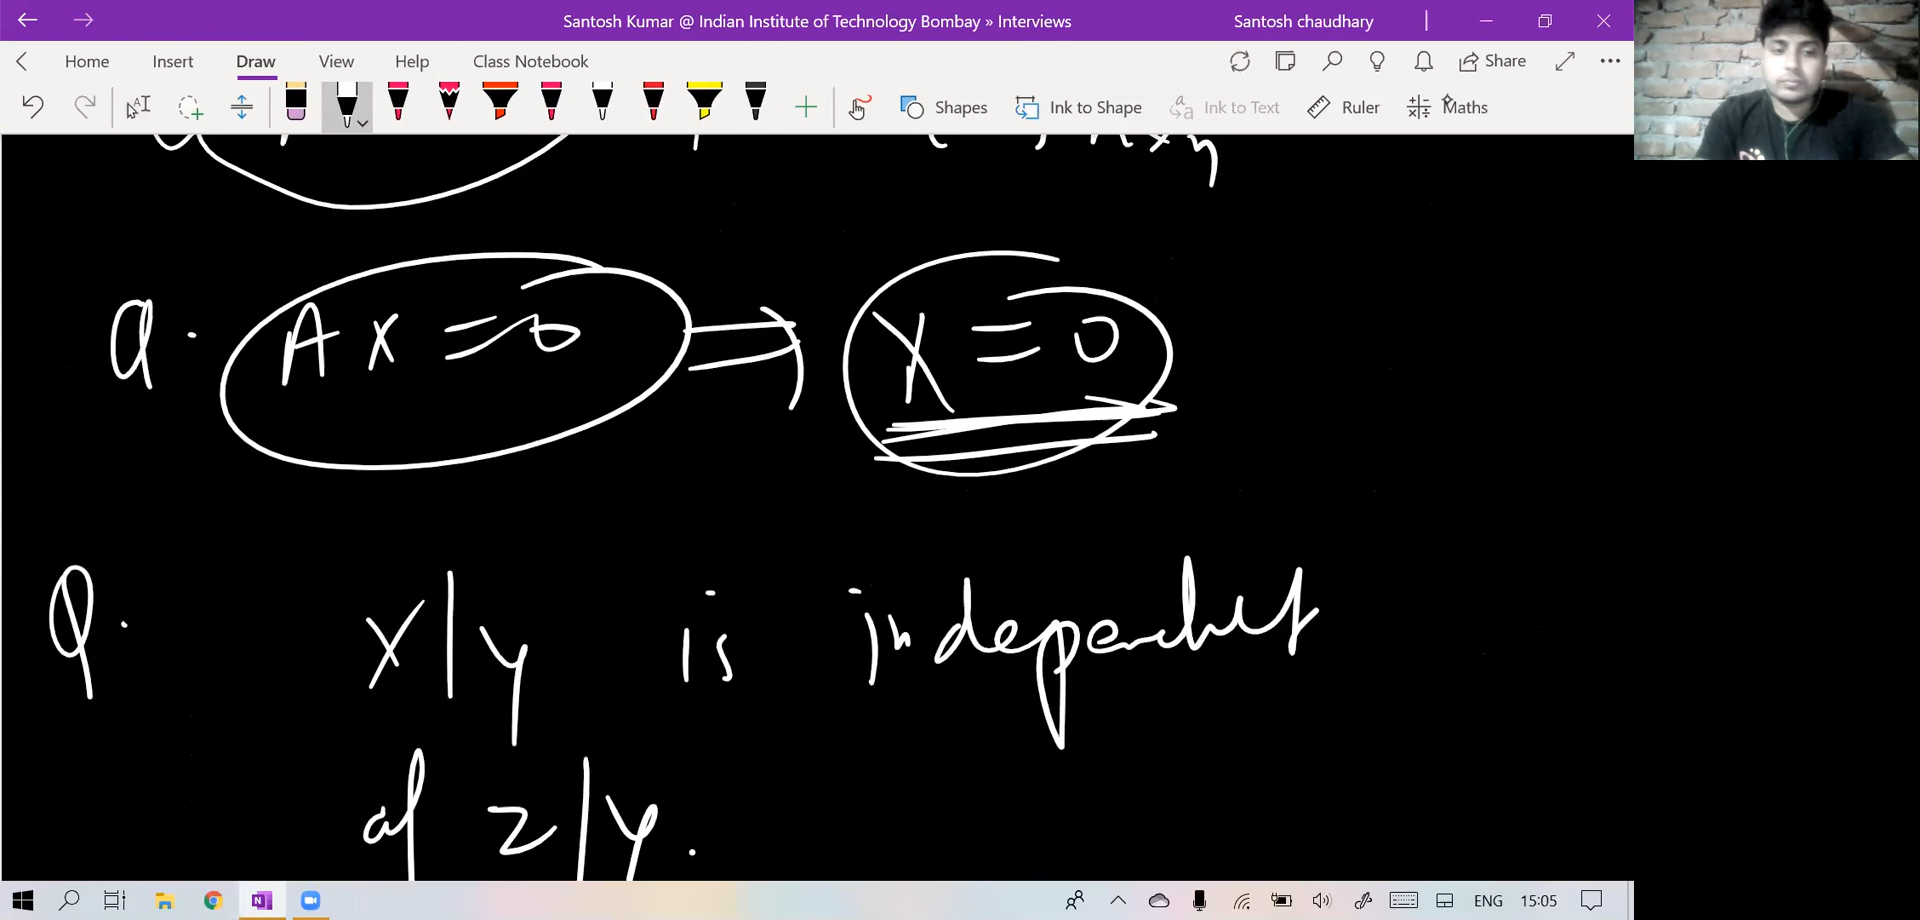 Santosh Kumar @ Indian Institute of Technology Bombay » Interviews
Santosh chaudhary
Home Insert Draw View Help Class Notebook
Share
Shapes Ink to Shape Ink to Text Ruler Maths
Q. AX = 0 ⇒ X = 0
Q. X|y is independent
of z|y.
ENG 15:05